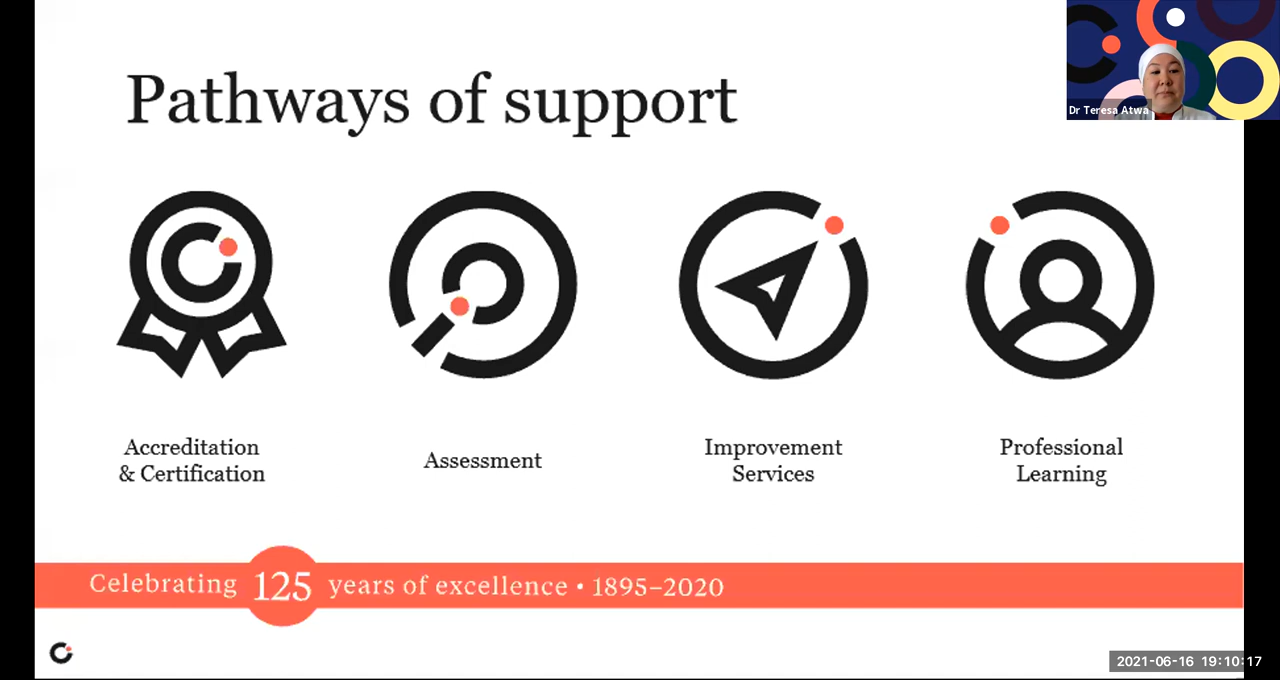 Pathways of support
Dr Teresa Atwa
Accreditation
& Certification
Assessment
Improvement
Services
Professional
Learning
Celebrating 125 years of excellence • 1895–2020
2021-06-16 19:10:17